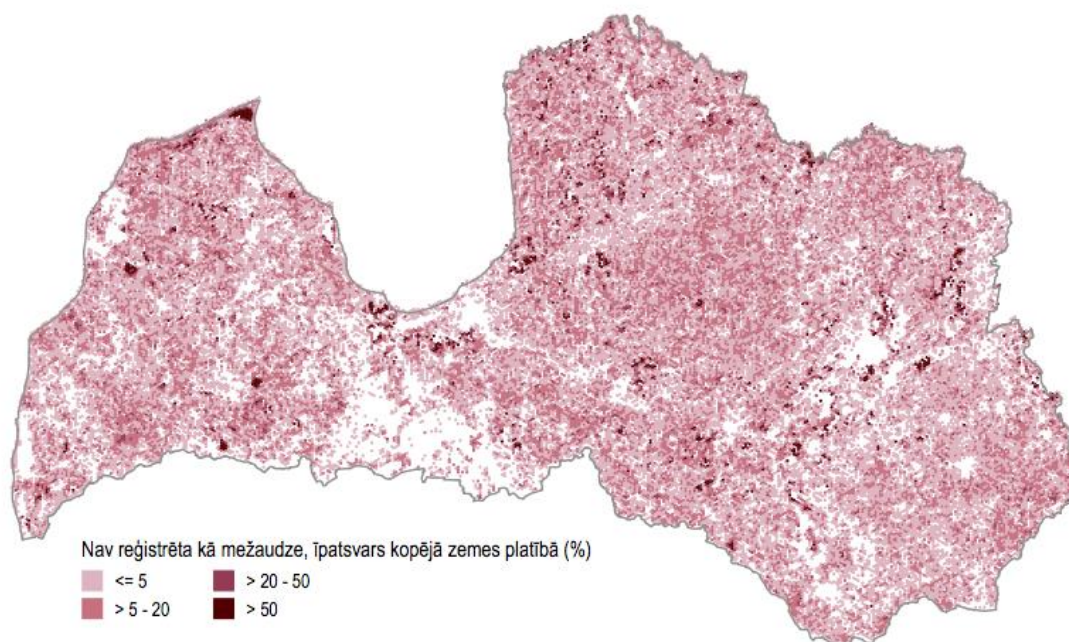 Nav reģistrēta kā mežaudze, īpatsvars kopējā zemes platībā (%)
<= 5
> 20 - 50
> 5 - 20
> 50